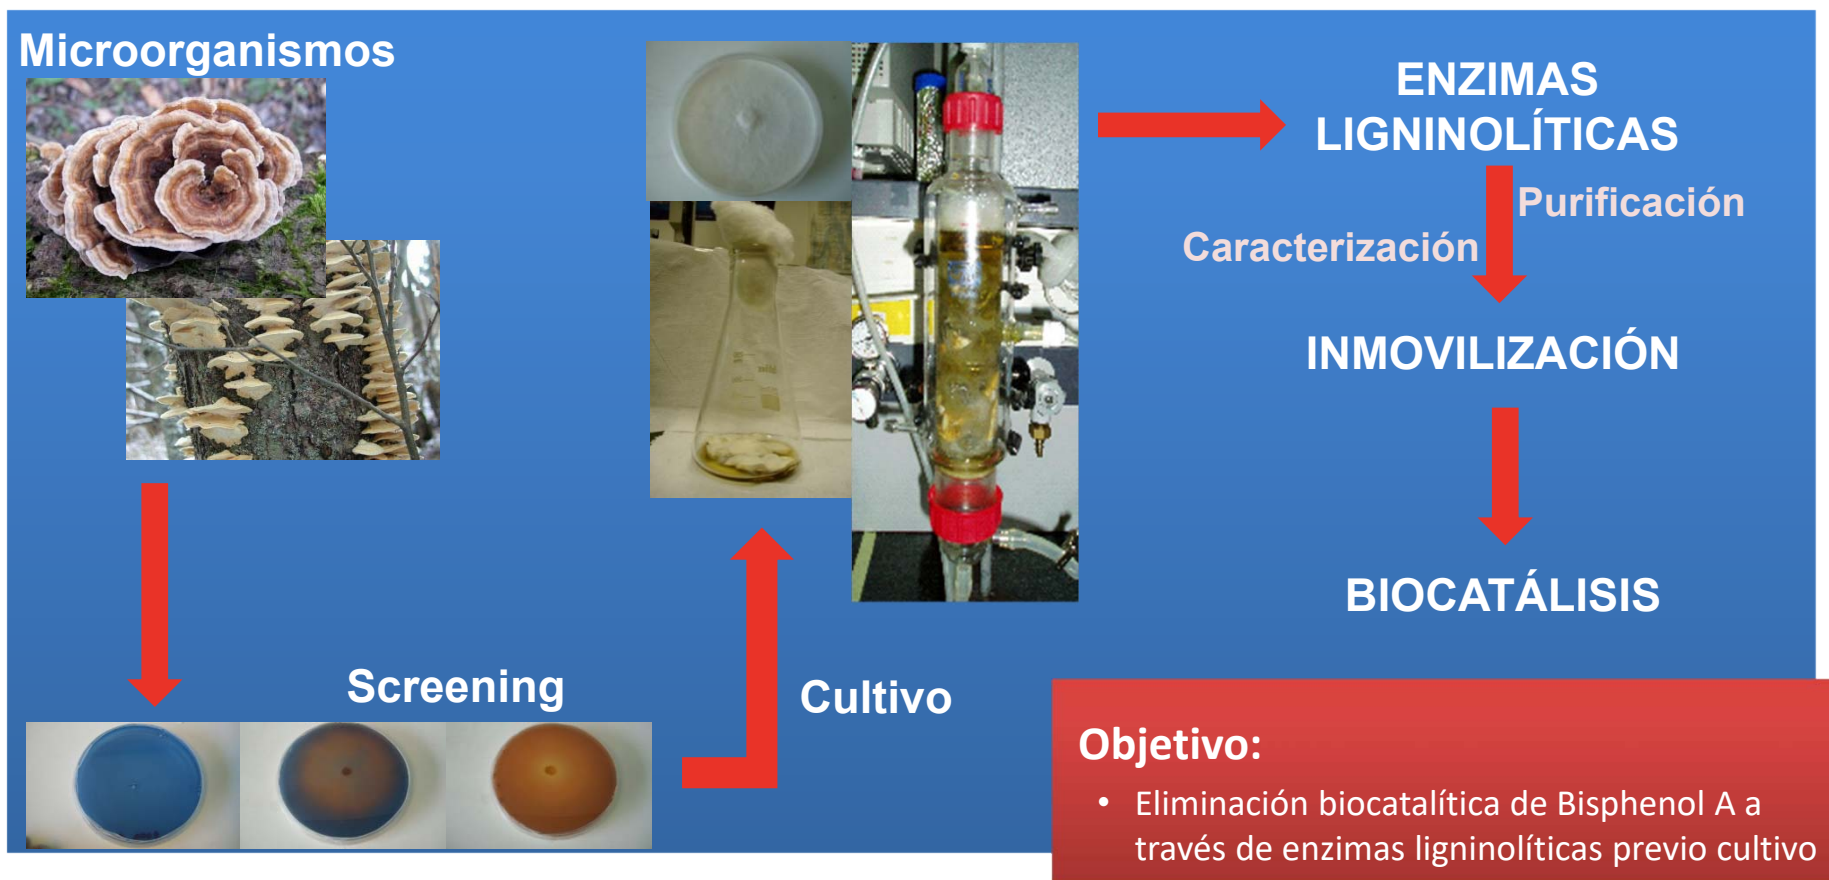 Microorganismos
Screening
Cultivo
ENZIMAS
LIGNINOLÍTICAS
Purificación
Caracterización
INMOVILIZACIÓN
BIOCATÁLISIS
Objetivo:
• Eliminación biocatalítica de Bisphenol A a
través de enzimas ligninolíticas previo cultivo